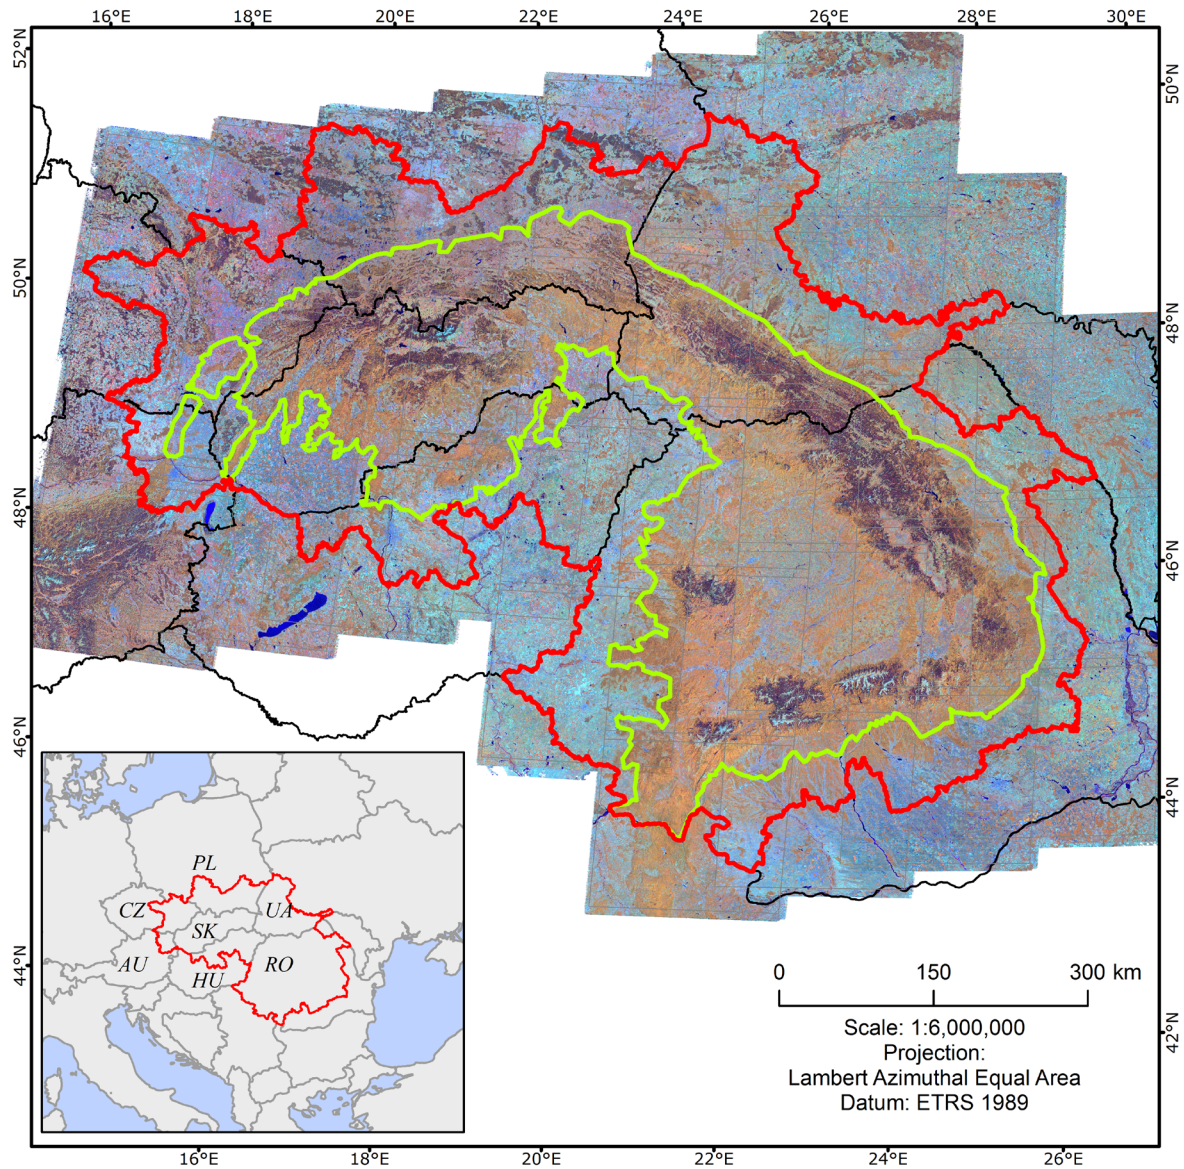 16°E 18°E 20°E 22°E 24°E 26°E 28°E 30°E
52°N
50°N
50°N
48°N
48°N
46°N
46°N
44°N
44°N
42°N
PL
CZ
UA
SK
AU
RO
HU
0 150 300 km
Scale: 1:6,000,000
Projection:
Lambert Azimuthal Equal Area
Datum: ETRS 1989
16°E 18°E 20°E 22°E 24°E 26°E